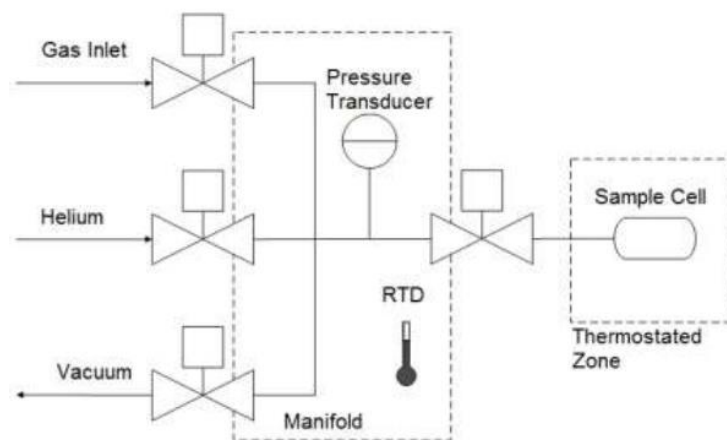 Gas Inlet
Pressure
Transducer
Helium
Sample Cell
RTD
Thermostated
Zone
Vacuum
Manifold